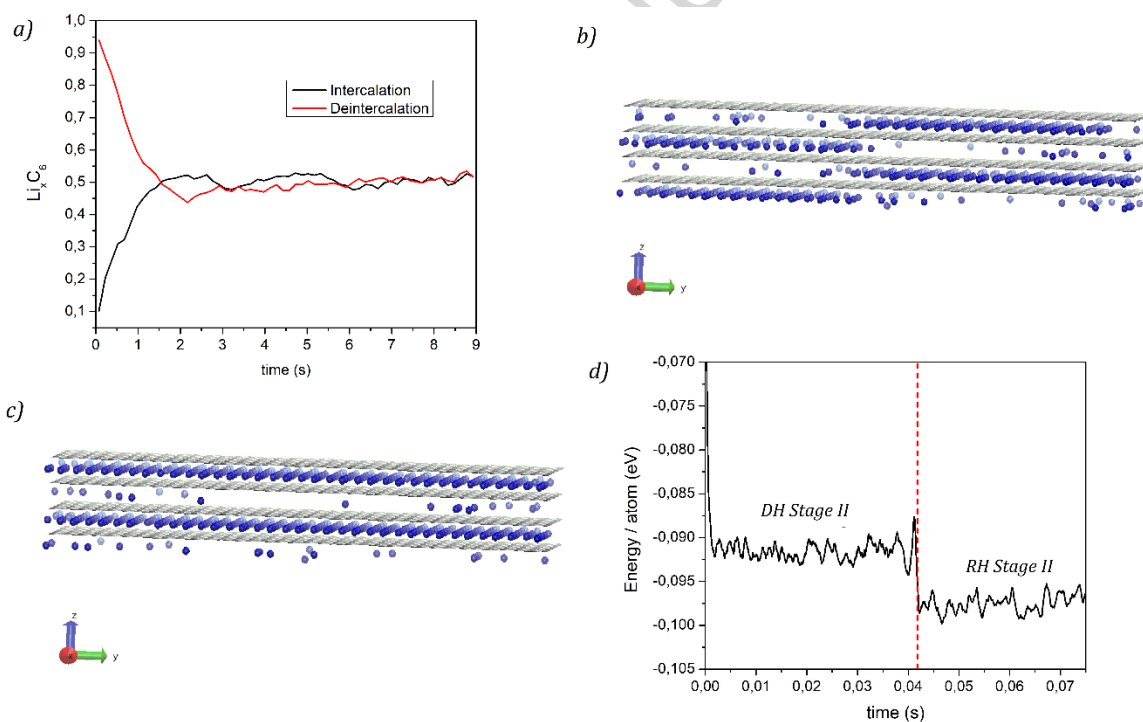 a)
1,0
0,9
0,8
0,7
0,6
0,5
0,4
0,3
0,2
0,1
Li_xC_6
Intercalation
Deintercalation
0 1 2 3 4 5 6 7 8 9
time (s)
b)
z
x
y
c)
z
x
y
d)
-0,070
-0,075
-0,080
-0,085
-0,090
-0,095
-0,100
-0,105
Energy / atom (eV)
DH Stage II
RH Stage II
0,00 0,01 0,02 0,03 0,04 0,05 0,06 0,07
time (s)